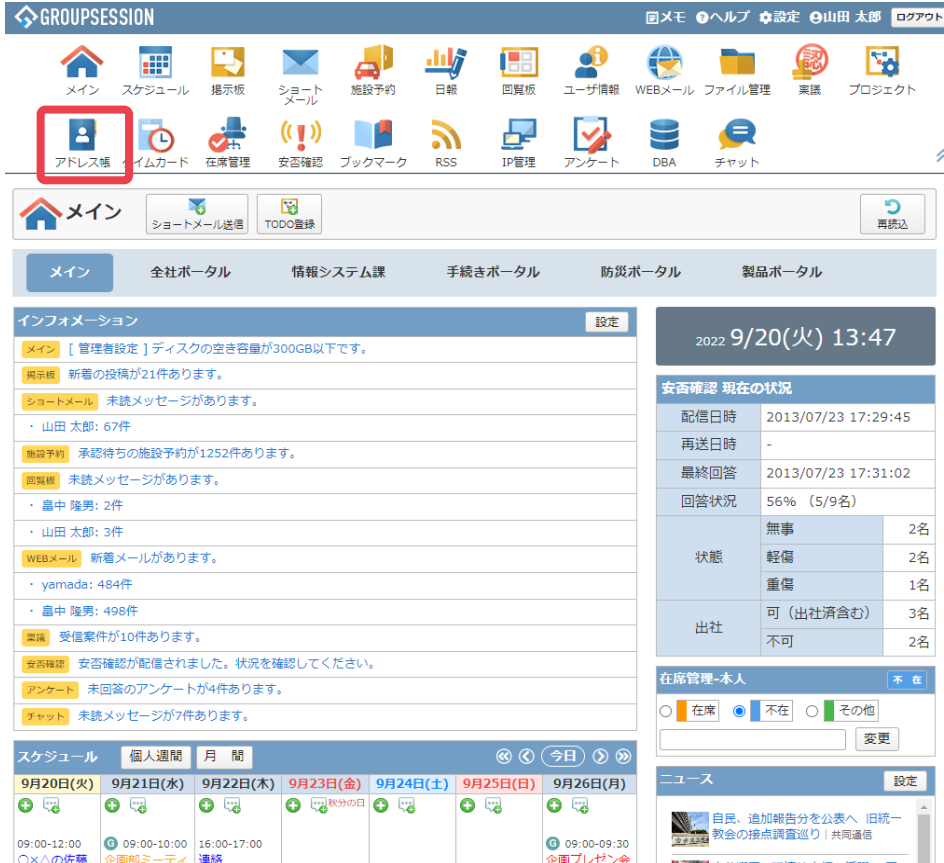 GROUPSESSION
メモ ヘルプ 設定 山田 太郎 ログアウト
メイン スケジュール 掲示板 ショートメール 施設予約 日報 回覧板 ユーザ情報 WEBメール ファイル管理 稟議 プロジェクト
アドレス帳 タイムカード 在席管理 安否確認 ブックマーク RSS IP管理 アンケート DBA チャット
メイン ショートメール送信 TODO登録 再読込
メイン 全社ポータル 情報システム課 手続きポータル 防災ポータル 製品ポータル
インフォメーション 設定
メイン [ 管理者設定 ] ディスクの空き容量が300GB以下です。
掲示板 新着の投稿が21件あります。
ショートメール 未読メッセージがあります。
・ 山田 太郎: 67件
施設予約 承認待ちの施設予約が1252件あります。
回覧板 未読メッセージがあります。
・ 畠中 隆男: 2件
・ 山田 太郎: 3件
WEBメール 新着メールがあります。
・ yamada: 484件
・ 畠中 隆男: 498件
稟議 受信案件が10件あります。
安否確認 安否確認が配信されました。状況を確認してください。
アンケート 未回答のアンケートが4件あります。
チャット 未読メッセージが7件あります。
2022 9/20(火) 13:47
安否確認 現在の状況
配信日時 2013/07/23 17:29:45
再送日時 -
最終回答 2013/07/23 17:31:02
回答状況 56% （5/9名）
状態 無事 2名
軽傷 2名
重傷 1名
出社 可（出社済含む） 3名
不可 2名
在席管理-本人 不 在
在席 不在 その他
変更
スケジュール 個人週間 月 間 今日
9月20日(火) 9月21日(水) 9月22日(木) 9月23日(金) 9月24日(土) 9月25日(日) 9月26日(月)
秋分の日
09:00-12:00 G 09:00-10:00 16:00-17:00 G 09:00-09:30
○×△の佐藤 企画部ミーティ 連絡 企画プレゼン会
ニュース 設定
自民、追加報告分を公表へ 旧統一
教会の接点調査巡り | 共同通信